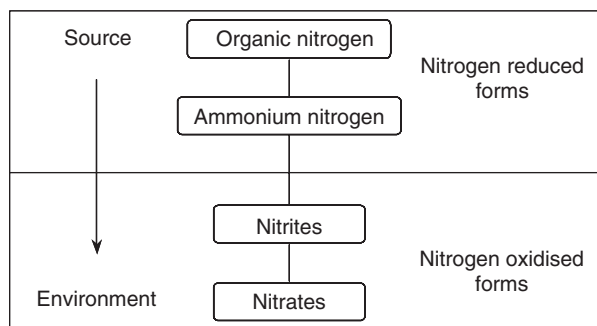 Source
Organic nitrogen
Nitrogen reduced
forms
Ammonium nitrogen
Nitrites
Nitrogen oxidised
forms
Environment
Nitrates